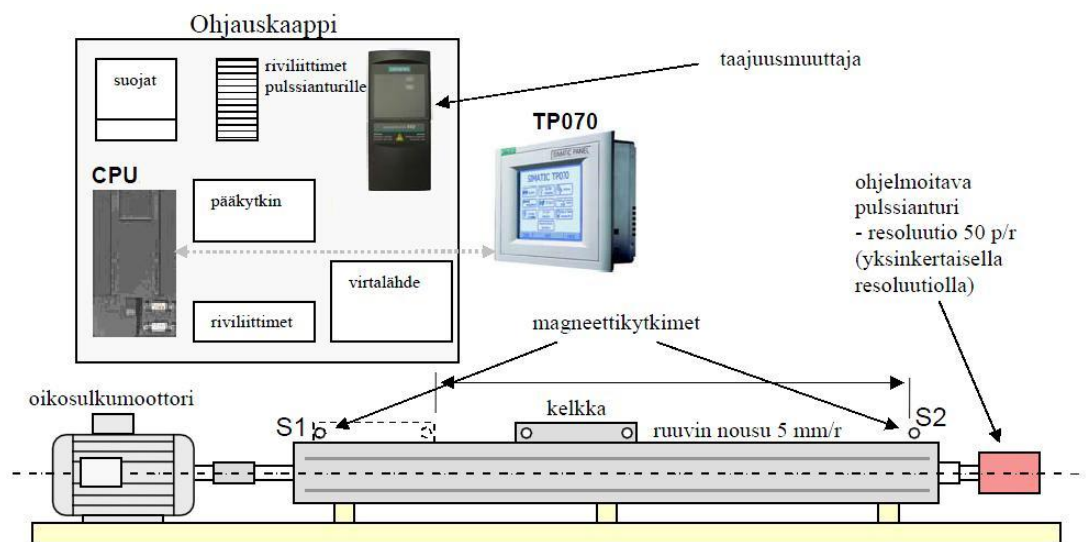 Ohjauskaappi
suojat
riviliittimet
pulssianturille
SIEMENS
taajuusmuuttaja
TP070
SIMATIC PANEL
SIMATIC TP070
CPU
pääkytkin
virtalähde
riviliittimet
ohjelmoitava
pulssianturi
- resoluutio 50 p/r
(yksinkertaisella
resoluutiolla)
magneettikytkimet
oikosulkumoottori
S1
kelkka
ruuvin nousu 5 mm/r
S2